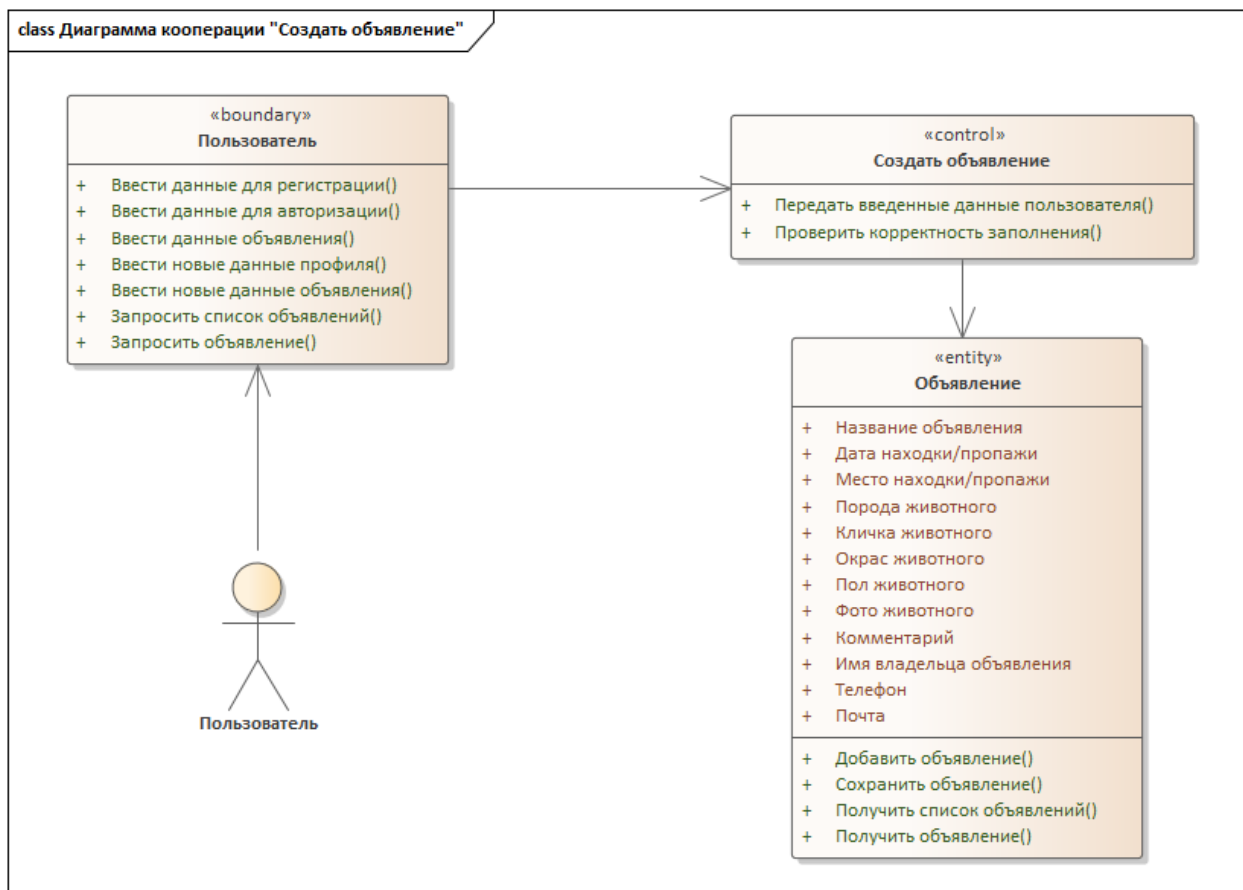 class Диаграмма кооперации "Создать объявление"
«boundary»
Пользователь
+ Ввести данные для регистрации()
+ Ввести данные для авторизации()
+ Ввести данные объявления()
+ Ввести новые данные профиля()
+ Ввести новые данные объявления()
+ Запросить список объявлений()
+ Запросить объявление()
«control»
Создать объявление
+ Передать введенные данные пользователя()
+ Проверить корректность заполнения()
«entity»
Объявление
+ Название объявления
+ Дата находки/пропажи
+ Место находки/пропажи
+ Порода животного
+ Кличка животного
+ Окрас животного
+ Пол животного
+ Фото животного
+ Комментарий
+ Имя владельца объявления
+ Телефон
+ Почта
+ Добавить объявление()
+ Сохранить объявление()
+ Получить список объявлений()
+ Получить объявление()
Пользователь